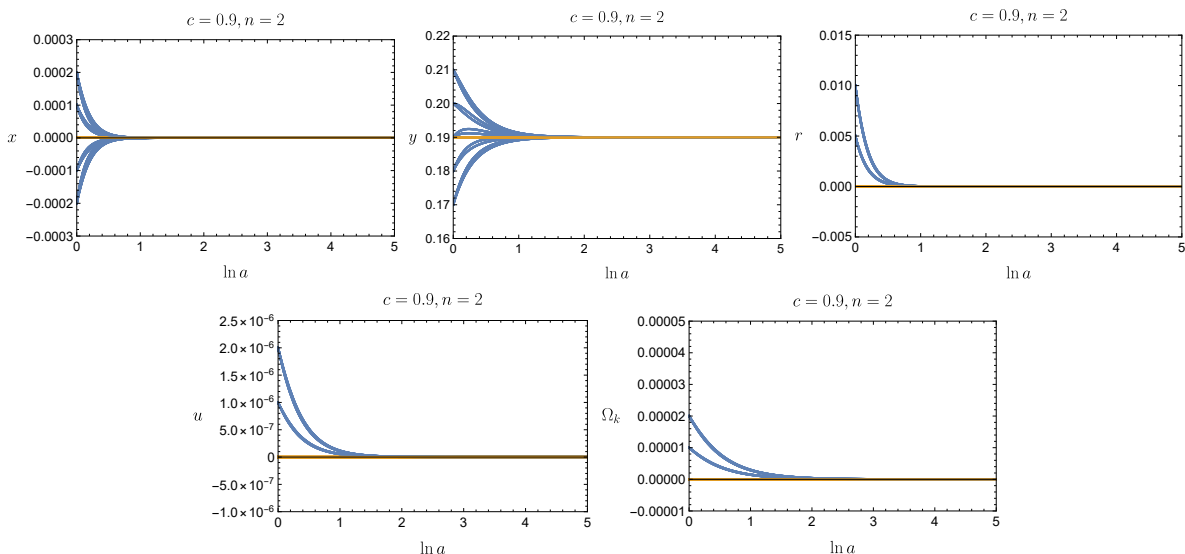 c = 0.9, n = 2
0.0003
0.0002
0.0001
0.0000
−0.0001
−0.0002
−0.0003
x
0 1 2 3 4 5
ln a
c = 0.9, n = 2
0.22
0.21
0.20
0.19
0.18
0.17
0.16
y
0 1 2 3 4 5
ln a
c = 0.9, n = 2
0.015
0.010
0.005
0.000
−0.005
r
0 1 2 3 4 5
ln a
c = 0.9, n = 2
2.5×10⁻⁶
2.0×10⁻⁶
1.5×10⁻⁶
1.0×10⁻⁶
5.0×10⁻⁷
0
−5.0×10⁻⁷
−1.0×10⁻⁶
u
0 1 2 3 4 5
ln a
c = 0.9, n = 2
0.00005
0.00004
0.00003
0.00002
0.00001
0.00000
−0.00001
Ωₖ
0 1 2 3 4 5
ln a